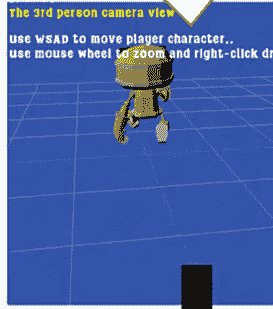 The 3rd person camera view
use WSAD to move player character..
use mouse wheel to zoom and right-click dr